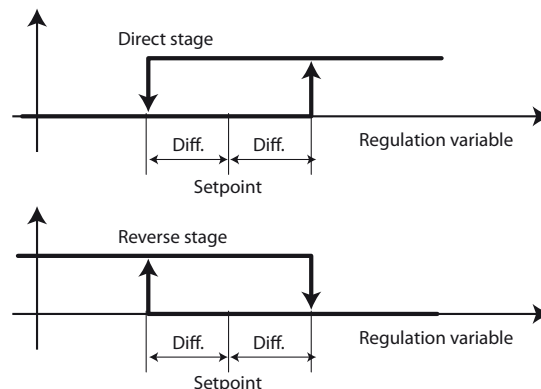 Direct stage
Diff. Diff. Regulation variable
Setpoint
Reverse stage
Diff. Diff. Regulation variable
Setpoint